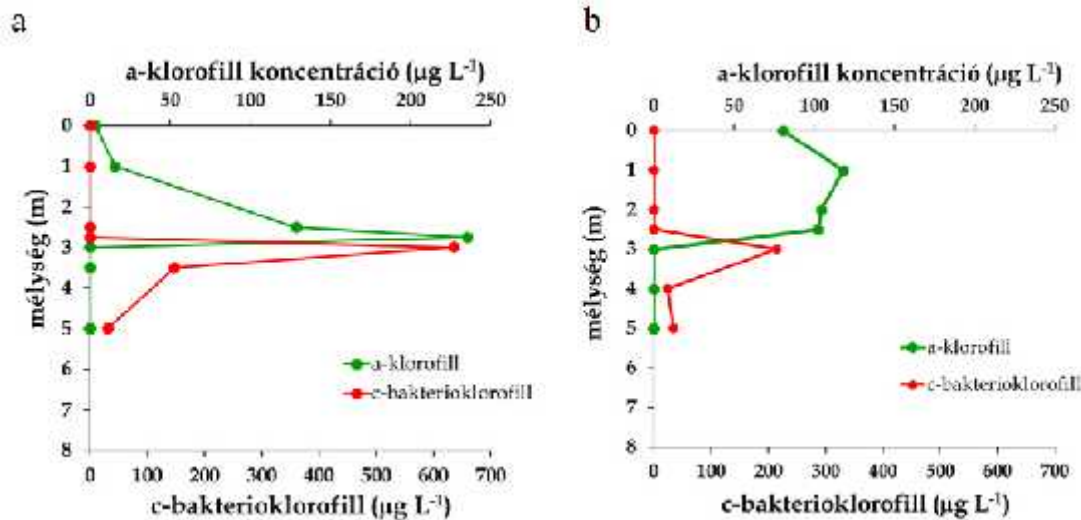 a
a-klorofill koncentráció (µg L⁻¹)
0 50 100 150 200 250
mélység (m)
0
1
2
3
4
5
6
7
8
a-klorofill
c-bakterioklorofill
0 100 200 300 400 500 600 700
c-bakterioklorofill (µg L⁻¹)
b
a-klorofill koncentráció (µg L⁻¹)
0 50 100 150 200 250
mélység (m)
0
1
2
3
4
5
6
7
8
a-klorofill
c-bakterioklorofill
0 100 200 300 400 500 600 700
c-bakterioklorofill (µg L⁻¹)